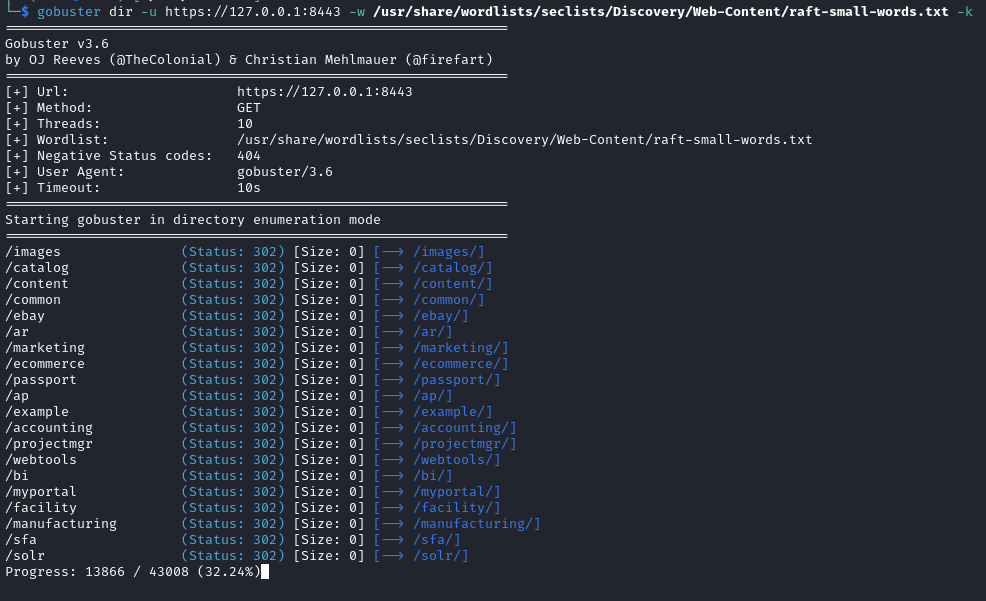 └─$ gobuster dir -u https://127.0.0.1:8443 -w /usr/share/wordlists/seclists/Discovery/Web-Content/raft-small-words.txt -k
===============================================================
Gobuster v3.6
by OJ Reeves (@TheColonial) & Christian Mehlmauer (@firefart)
===============================================================
[+] Url:                     https://127.0.0.1:8443
[+] Method:                  GET
[+] Threads:                 10
[+] Wordlist:                /usr/share/wordlists/seclists/Discovery/Web-Content/raft-small-words.txt
[+] Negative Status codes:   404
[+] User Agent:              gobuster/3.6
[+] Timeout:                 10s
===============================================================
Starting gobuster in directory enumeration mode
===============================================================
/images               (Status: 302) [Size: 0] [--> /images/]
/catalog              (Status: 302) [Size: 0] [--> /catalog/]
/content              (Status: 302) [Size: 0] [--> /content/]
/common               (Status: 302) [Size: 0] [--> /common/]
/ebay                 (Status: 302) [Size: 0] [--> /ebay/]
/ar                   (Status: 302) [Size: 0] [--> /ar/]
/marketing            (Status: 302) [Size: 0] [--> /marketing/]
/ecommerce            (Status: 302) [Size: 0] [--> /ecommerce/]
/passport             (Status: 302) [Size: 0] [--> /passport/]
/ap                   (Status: 302) [Size: 0] [--> /ap/]
/example              (Status: 302) [Size: 0] [--> /example/]
/accounting           (Status: 302) [Size: 0] [--> /accounting/]
/projectmgr           (Status: 302) [Size: 0] [--> /projectmgr/]
/webtools             (Status: 302) [Size: 0] [--> /webtools/]
/bi                   (Status: 302) [Size: 0] [--> /bi/]
/myportal             (Status: 302) [Size: 0] [--> /myportal/]
/facility             (Status: 302) [Size: 0] [--> /facility/]
/manufacturing        (Status: 302) [Size: 0] [--> /manufacturing/]
/sfa                  (Status: 302) [Size: 0] [--> /sfa/]
/solr                 (Status: 302) [Size: 0] [--> /solr/]
Progress: 13866 / 43008 (32.24%)